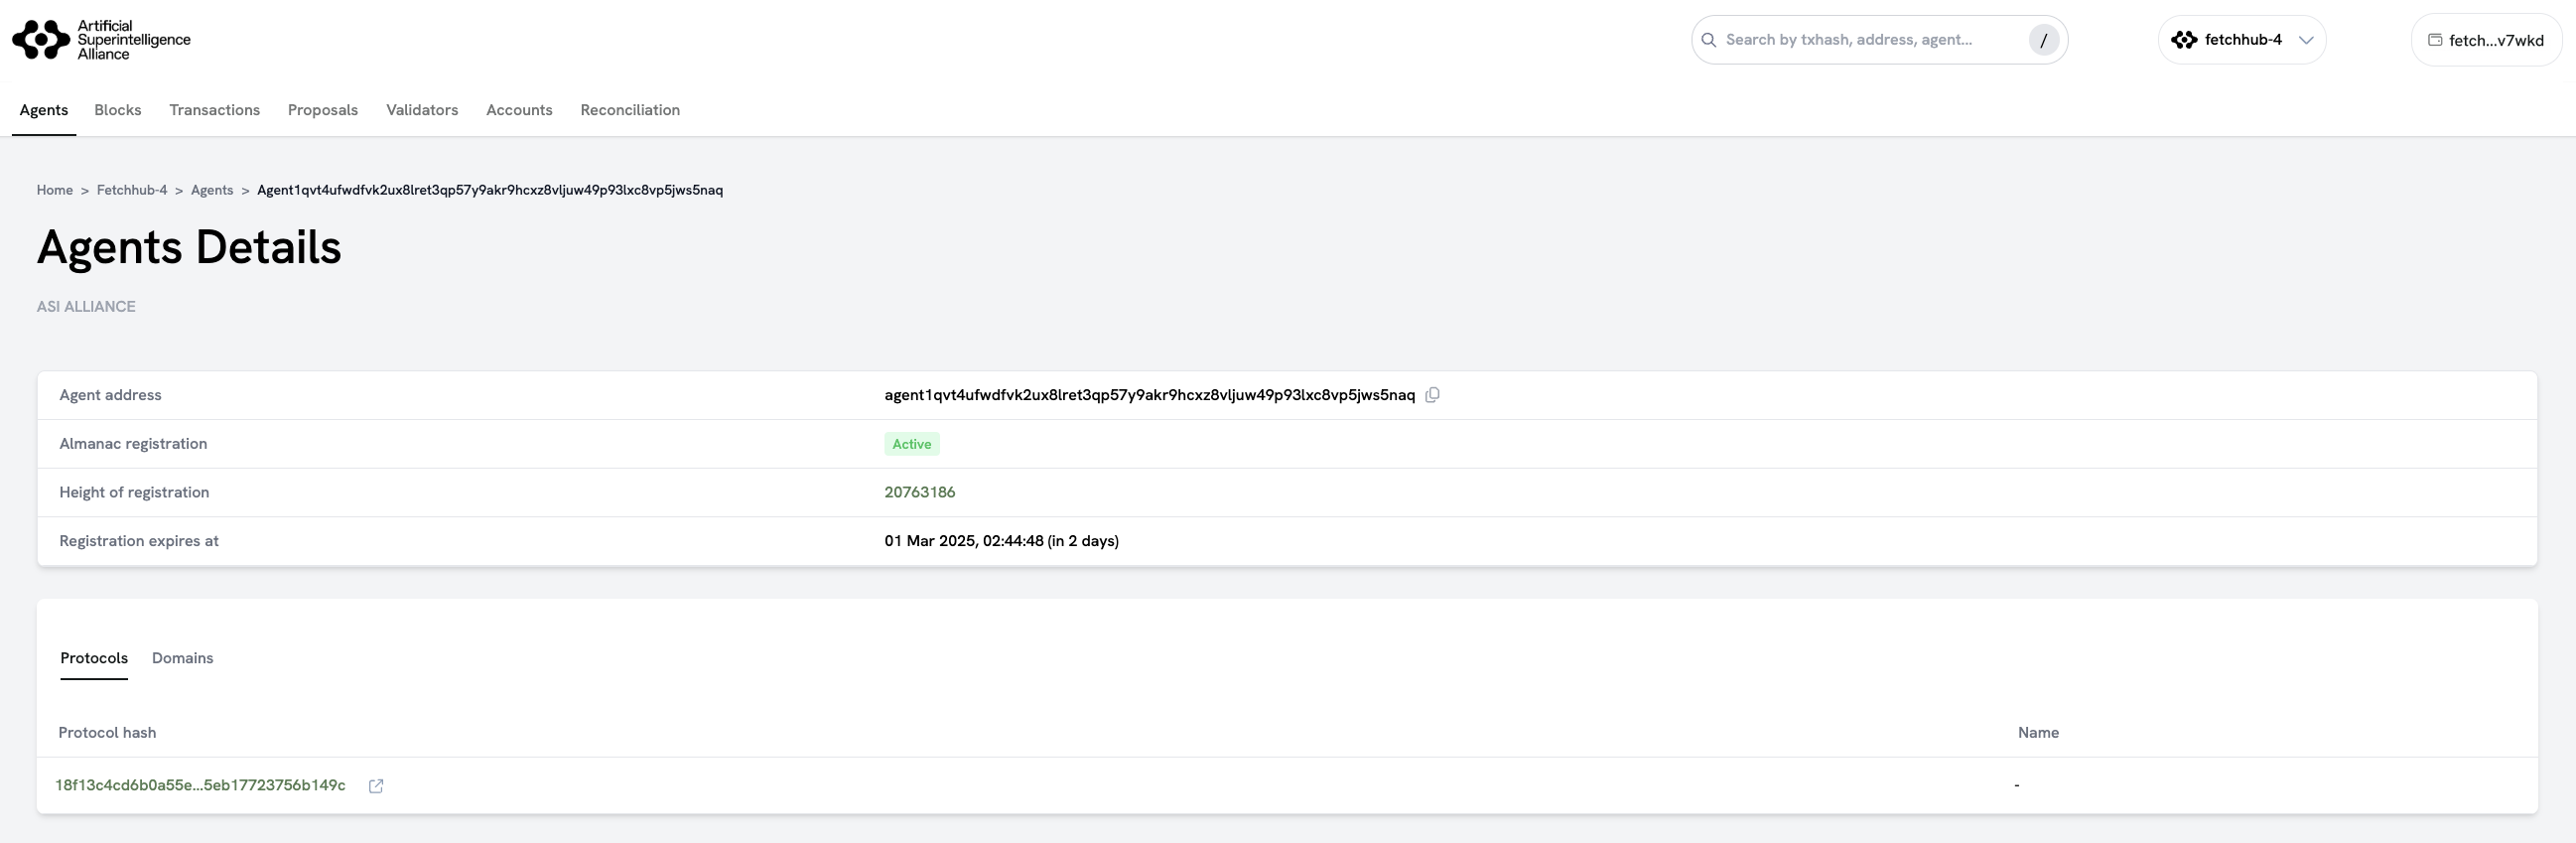 Artificial
Superintelligence
Alliance
Search by txhash, address, agent...
/
fetchhub-4
fetch...v7wkd
Agents Blocks Transactions Proposals Validators Accounts Reconciliation
Home > Fetchhub-4 > Agents > Agent1qvt4ufwdfvk2ux8lret3qp57y9akr9hcxz8vljuw49p93lxc8vp5jws5naq
Agents Details
ASI ALLIANCE
Agent address agent1qvt4ufwdfvk2ux8lret3qp57y9akr9hcxz8vljuw49p93lxc8vp5jws5naq
Almanac registration Active
Height of registration 20763186
Registration expires at 01 Mar 2025, 02:44:48 (in 2 days)
Protocols Domains
Protocol hash Name
18f13c4cd6b0a55e...5eb17723756b149c -